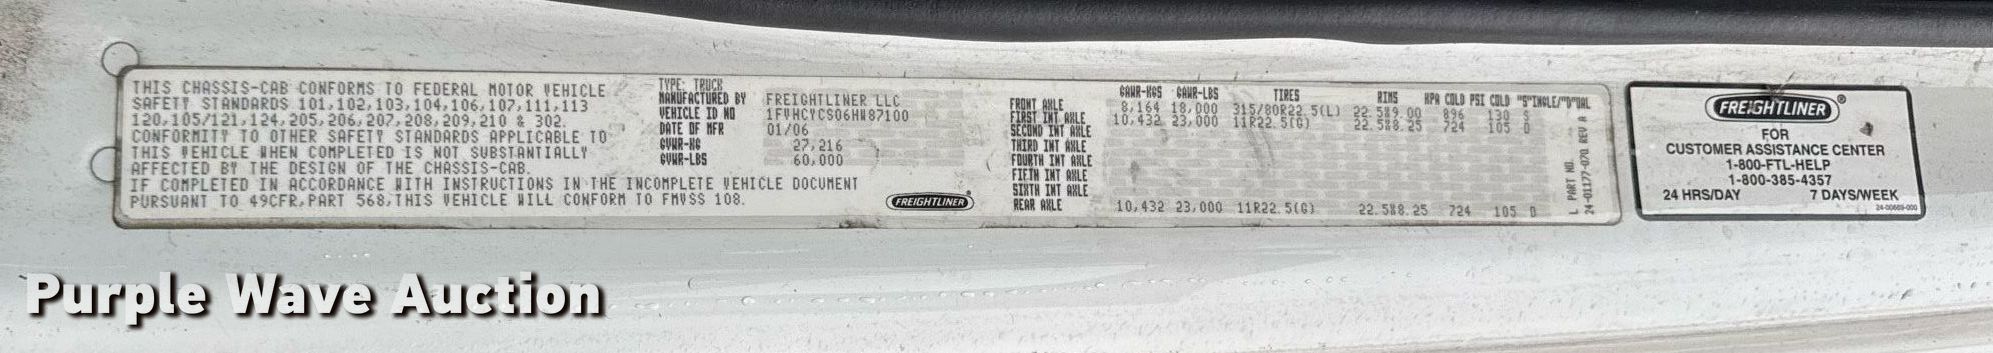 THIS CHASSIS-CAB CONFORMS TO FEDERAL MOTOR VEHICLE
SAFETY STANDARDS 101,102,103,104,106,107,111,113
120,105/121,124,205,206,207,208,209,210 & 302.
CONFORMITY TO OTHER SAFETY STANDARDS APPLICABLE TO
THIS VEHICLE WHEN COMPLETED IS NOT SUBSTANTIALLY
AFFECTED BY THE DESIGN OF THE CHASSIS-CAB.
IF COMPLETED IN ACCORDANCE WITH INSTRUCTIONS IN THE INCOMPLETE VEHICLE DOCUMENT
PURSUANT TO 49CFR,PART 568,THIS VEHICLE WILL CONFORM TO FMVSS 108.
TYPE: TRUCK
MANUFACTURED BY FREIGHTLINER LLC
VEHICLE ID NO 1FVHCYCS06HW87100
DATE OF MFR 01/06
GVWR-KG 27,216
GVWR-LBS 60,000
FREIGHTLINER®
GAWR-KGS GAWR-LBS TIRES RIMS KPA COLD PSI COLD "S"INGLE/"D"UAL
FRONT AXLE 8,164 18,000 315/80R22.5(L) 22.5X9.00 896 130 S
FIRST INT AXLE 10,432 23,000 11R22.5(G) 22.5X8.25 724 105 D
SECOND INT AXLE
THIRD INT AXLE
FOURTH INT AXLE
FIFTH INT AXLE
SIXTH INT AXLE
REAR AXLE 10,432 23,000 11R22.5(G) 22.5X8.25 724 105 D
PART NO.
24-01177-070 REV A
FREIGHTLINER®
FOR
CUSTOMER ASSISTANCE CENTER
1-800-FTL-HELP
1-800-385-4357
24 HRS/DAY 7 DAYS/WEEK
24-00689-000
Purple Wave Auction